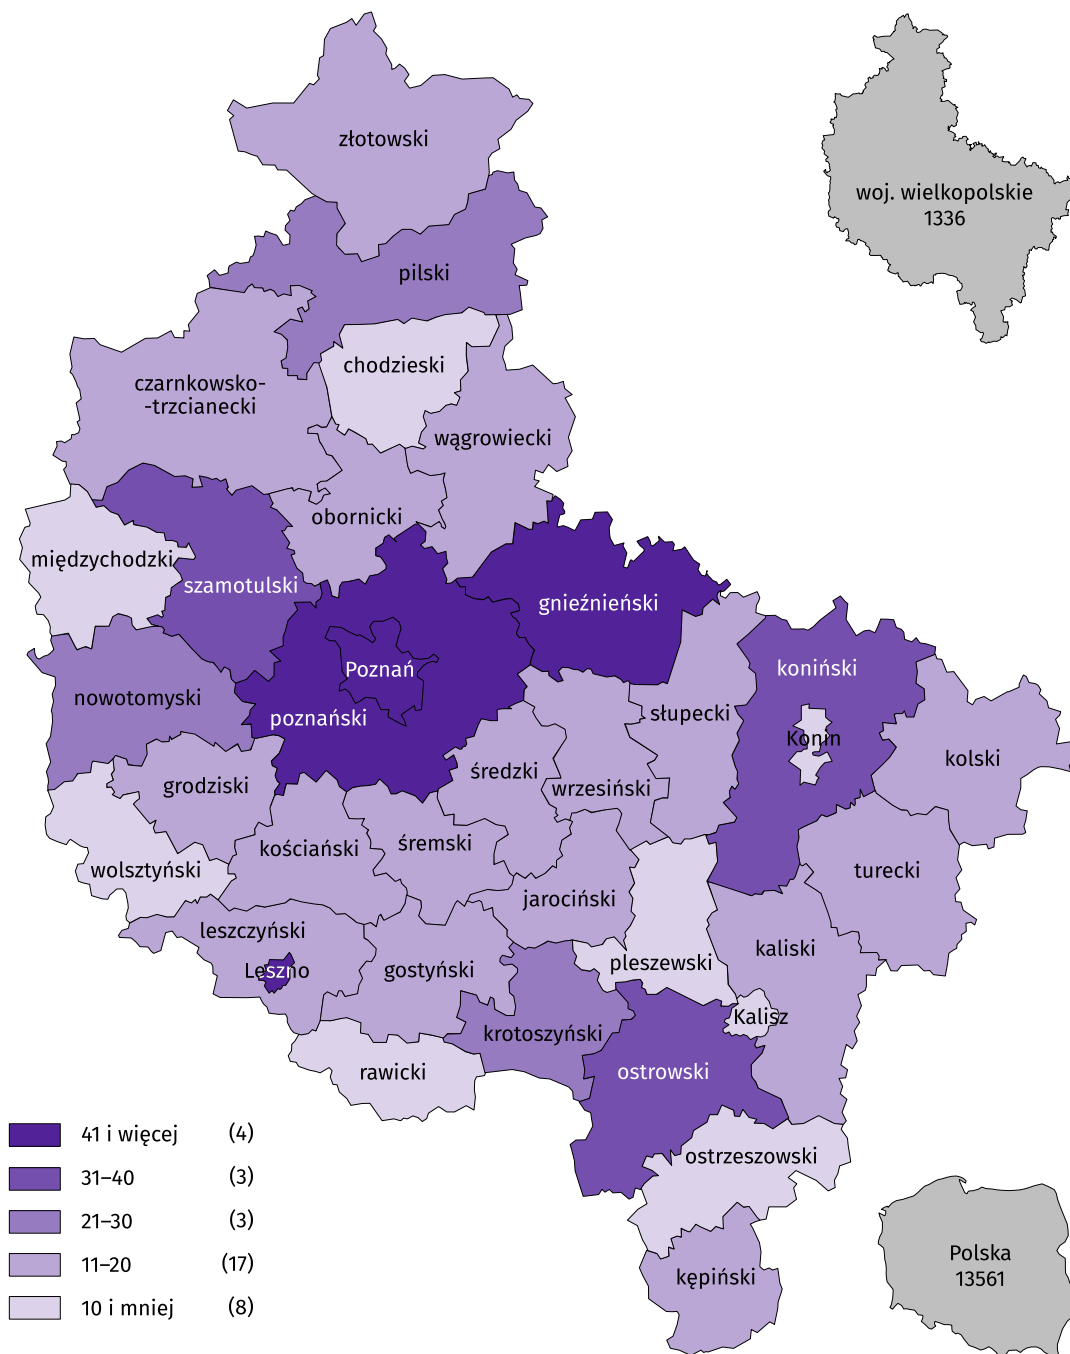 złotowski
woj. wielkopolskie
1336
pilski
chodzieski
czarnkowsko-
-trzcianecki
wągrowiecki
obornicki
międzychodzki
szamotulski
gnieźnieński
Poznań
koniński
nowotomyski
poznański
słupecki
Konin
kolski
średzki
grodziski
wrzesiński
kościański
śremski
wolsztyński
turecki
jarociński
leszczyński
kaliski
pleszewski
Leszno
gostyński
Kalisz
krotoszyński
rawicki
ostrowski
41 i więcej (4)
ostrzeszowski
31–40 (3)
21–30 (3)
Polska
13561
11–20 (17)
kępiński
10 i mniej (8)